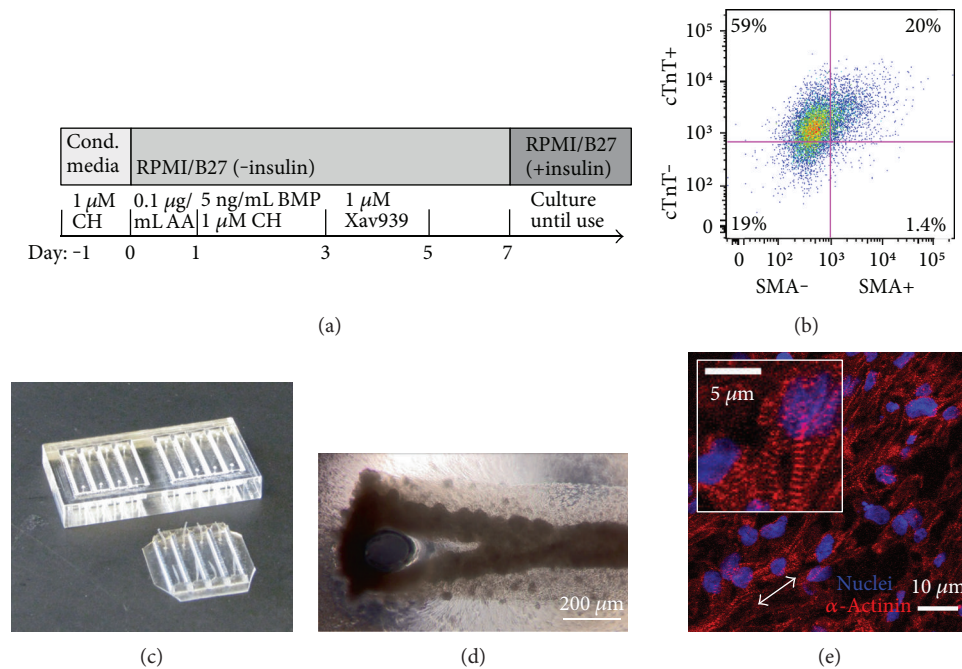 (a)
Cond.
media
RPMI/B27 (−insulin)
RPMI/B27
(+insulin)
1 μM
CH
0.1 μg/
mL AA
5 ng/mL BMP
1 μM CH
1 μM
Xav939
Culture
until use
Day: −1 0 1 3 5 7
(a)
59% 20%
19% 1.4%
cTnT− cTnT+
10⁵
10⁴
10³
10²
0
0 10² 10³ 10⁴ 10⁵
SMA− SMA+
(b)
(c)
200 μm
(d)
5 μm
Nuclei
α-Actinin
10 μm
(e)